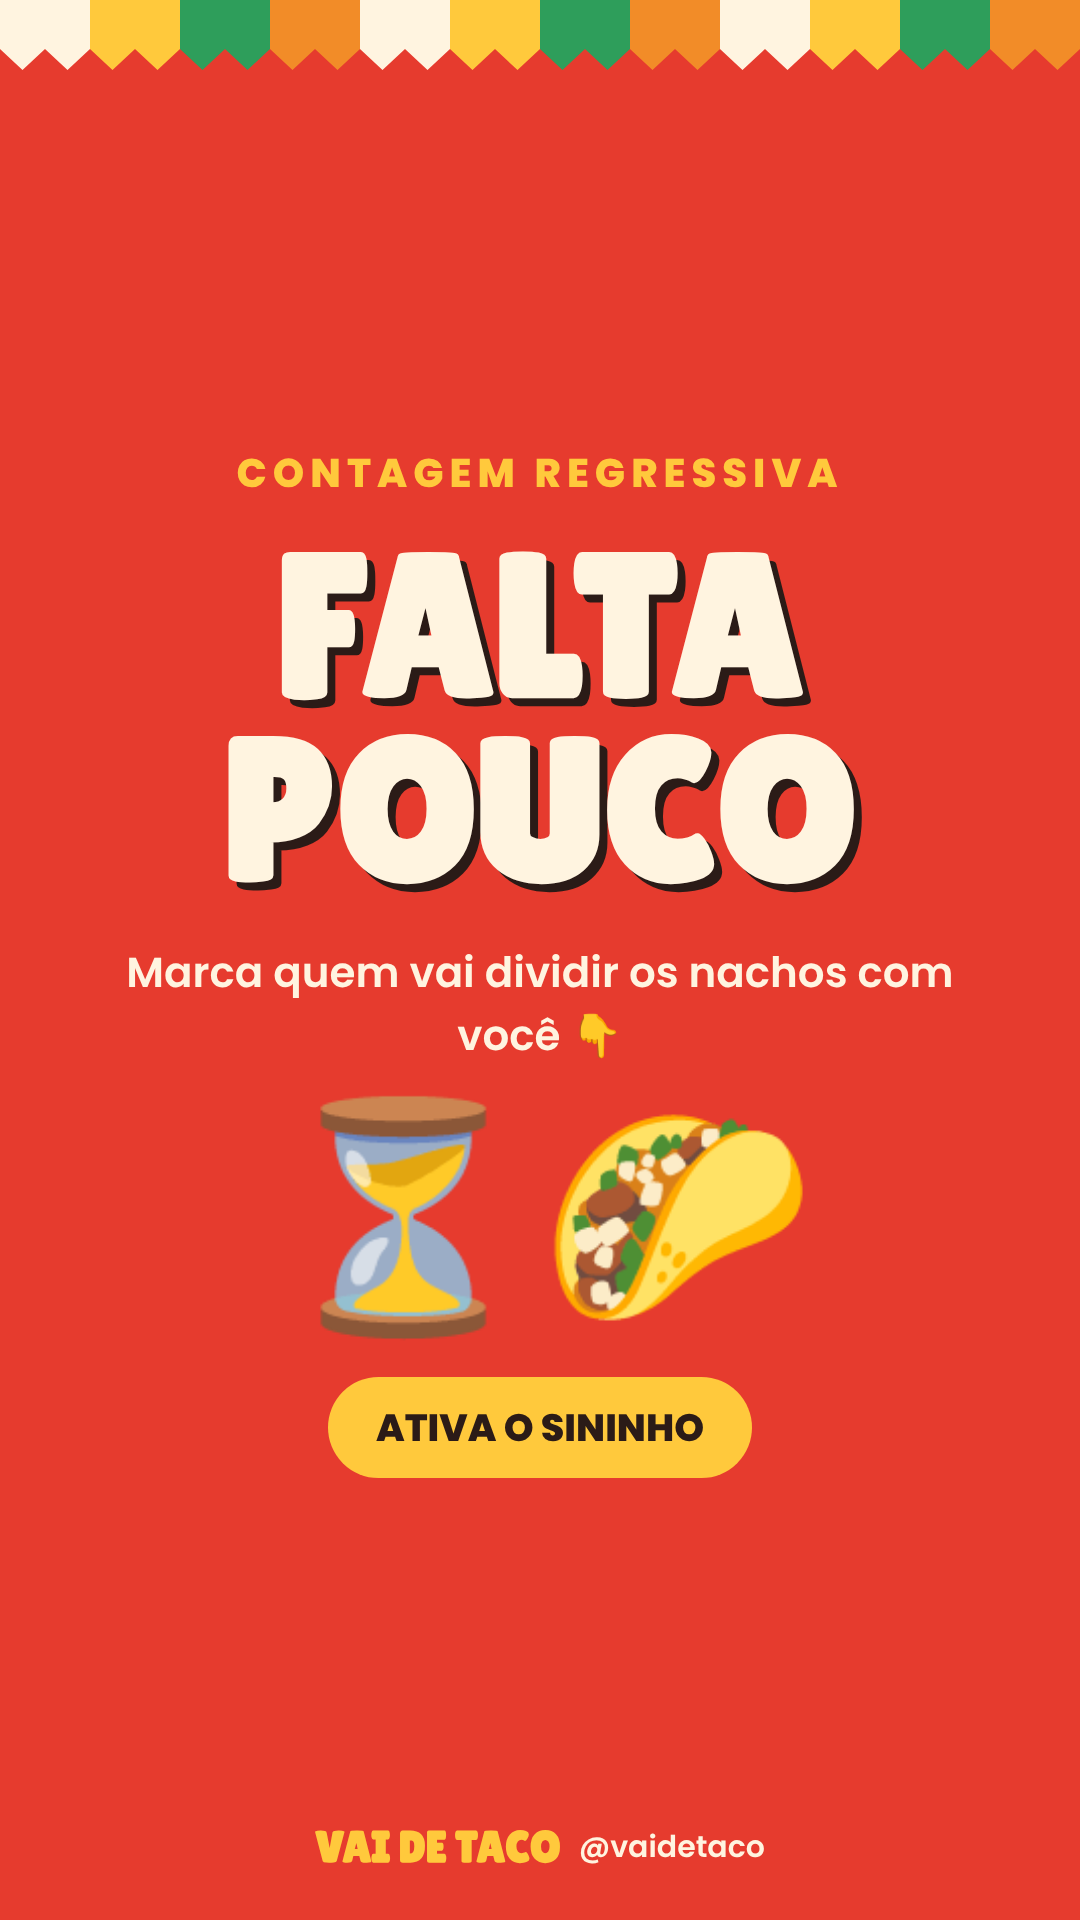 CONTAGEM REGRESSIVA
FALTA
POUCO
Marca quem vai dividir os nachos com
você 👇
ATIVA O SININHO
VAI DE TACO @vaidetaco